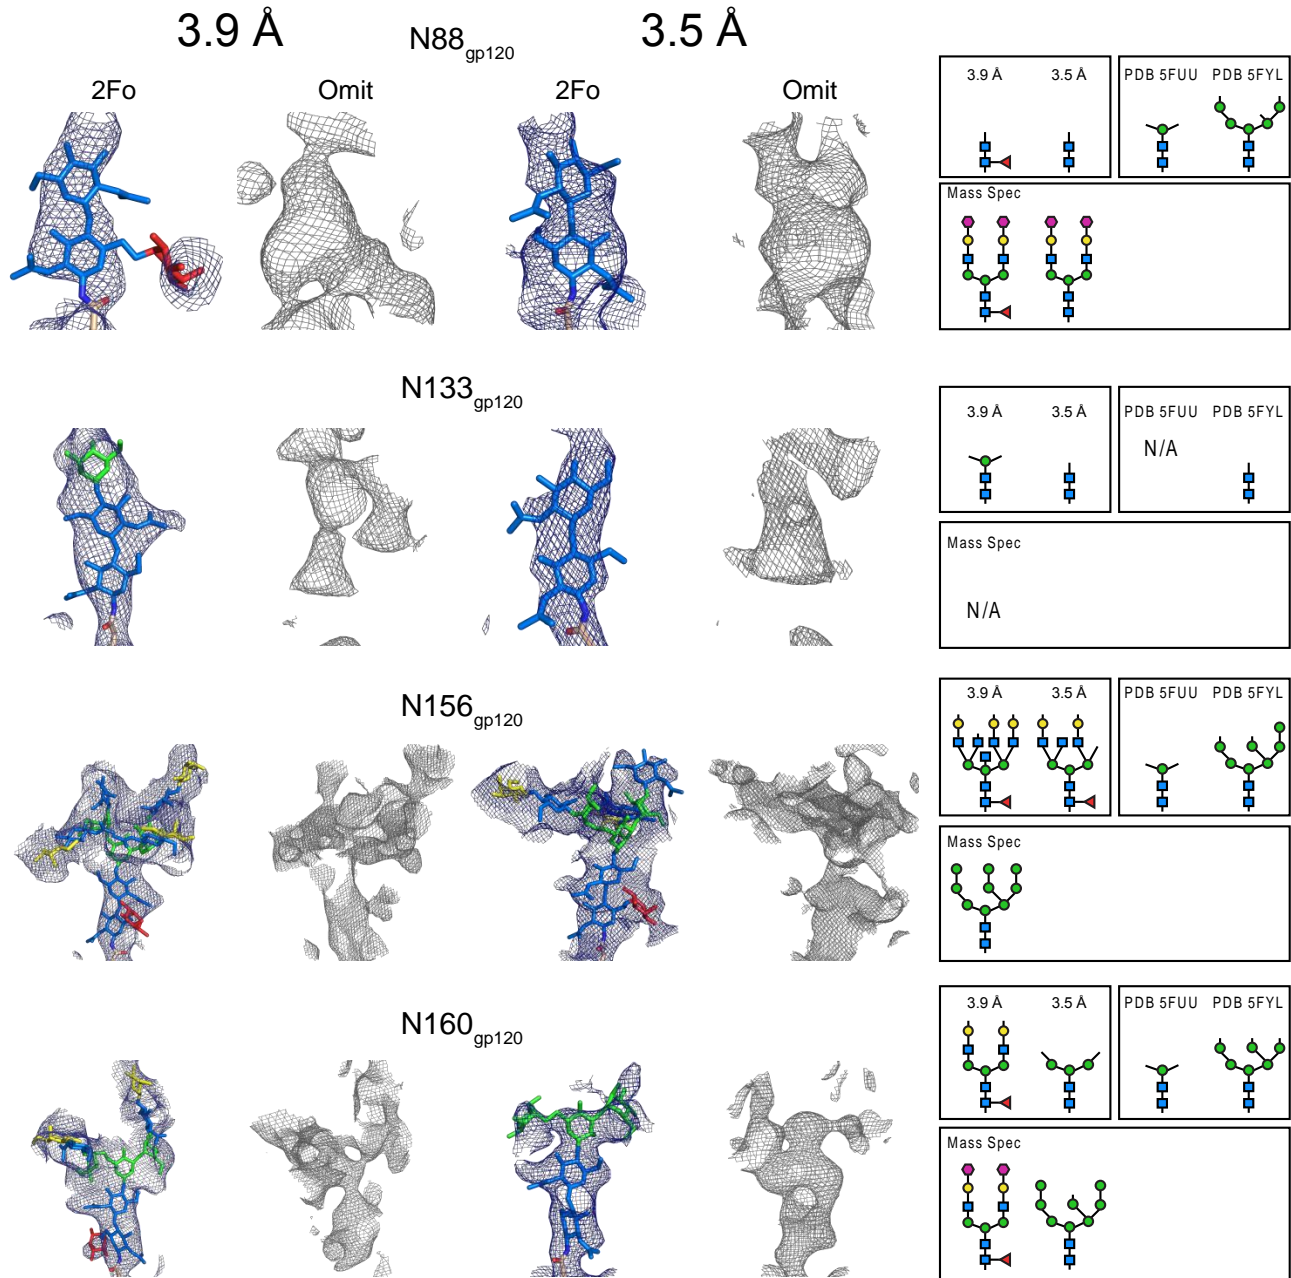 3.9 Å N88gp120 3.5 Å
2Fo Omit 2Fo Omit
3.9 Å 3.5 Å PDB 5FUU PDB 5FYL
Mass Spec
N133gp120
3.9 Å 3.5 Å PDB 5FUU PDB 5FYL
N/A
Mass Spec
N/A
N156gp120
3.9 Å 3.5 Å PDB 5FUU PDB 5FYL
Mass Spec
N160gp120
3.9 Å 3.5 Å PDB 5FUU PDB 5FYL
Mass Spec